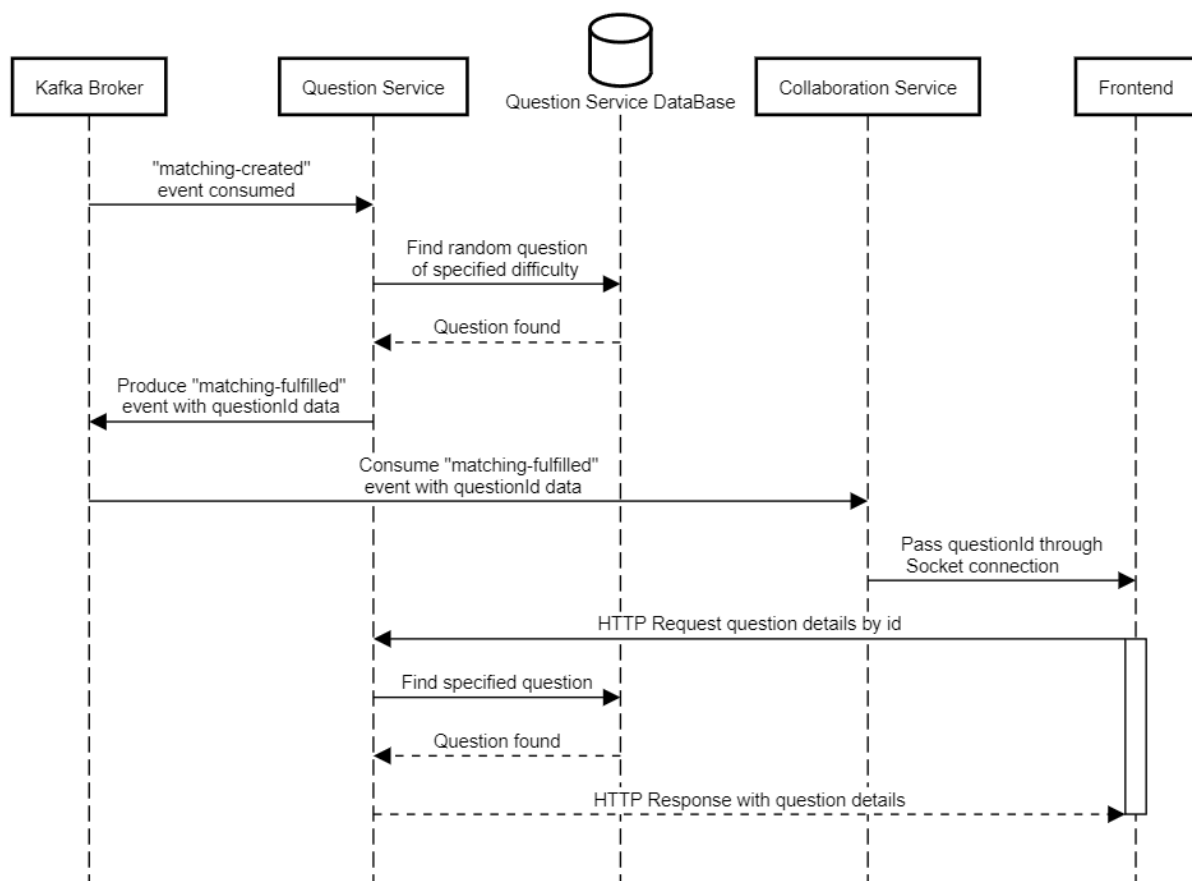 Kafka Broker
Question Service
Question Service DataBase
Collaboration Service
Frontend
"matching-created"
event consumed
Find random question
of specified difficulty
Question found
Produce "matching-fulfilled"
event with questionId data
Consume "matching-fulfilled"
event with questionId data
Pass questionId through
Socket connection
HTTP Request question details by id
Find specified question
Question found
HTTP Response with question details